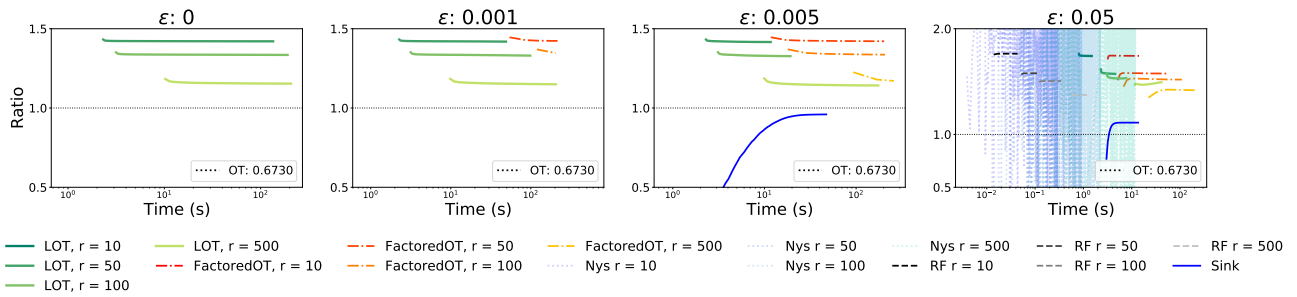 ε: 0
ε: 0.001
ε: 0.005
ε: 0.05
Ratio
1.5
1.0
0.5
10⁰
10¹
10²
OT: 0.6730
Time (s)
1.5
1.0
0.5
10⁰
10¹
10²
OT: 0.6730
Time (s)
1.5
1.0
0.5
10⁰
10¹
10²
OT: 0.6730
Time (s)
2.0
1.0
0.5
10⁻²
10⁻¹
10⁰
10¹
10²
OT: 0.6730
Time (s)
LOT, r = 10
LOT, r = 50
LOT, r = 100
LOT, r = 500
FactoredOT, r = 10
FactoredOT, r = 50
FactoredOT, r = 100
FactoredOT, r = 500
Nys r = 10
Nys r = 50
Nys r = 100
Nys r = 500
RF r = 10
RF r = 50
RF r = 100
RF r = 500
Sink